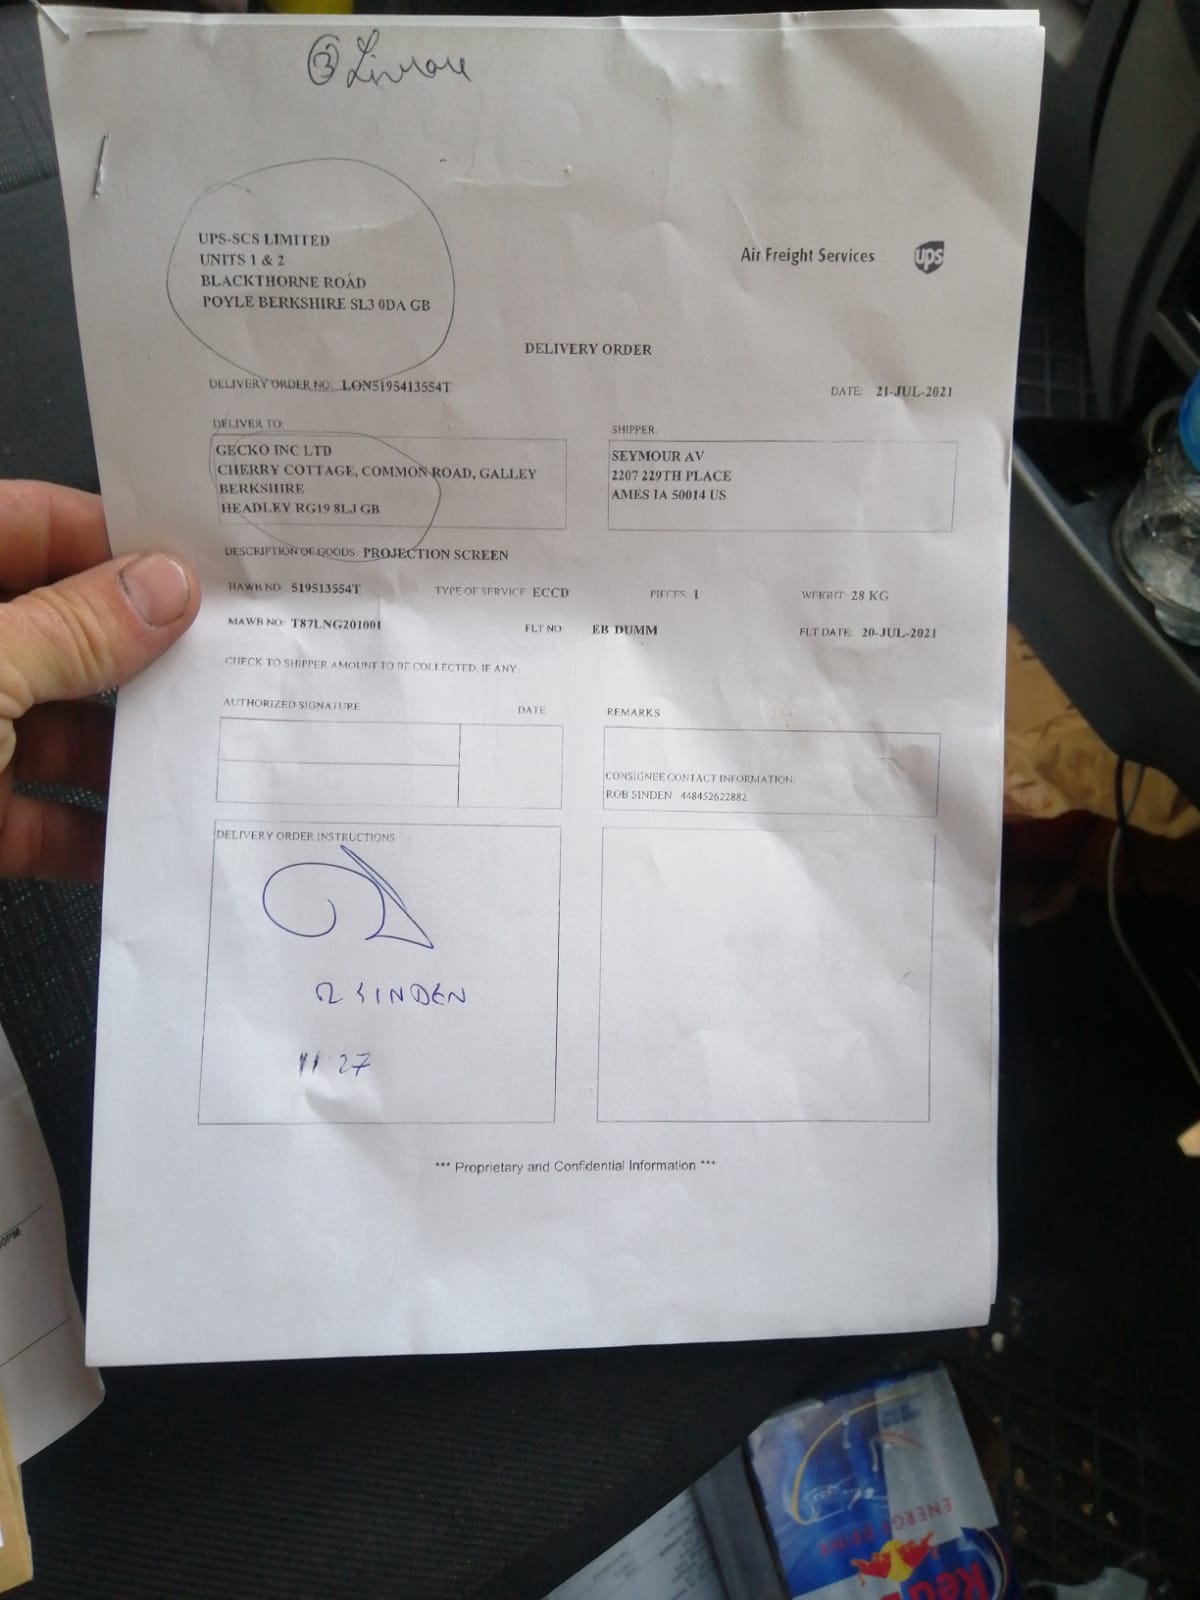 ③ Livrare
UPS-SCS LIMITED
UNITS 1 & 2
BLACKTHORNE ROAD
POYLE BERKSHIRE SL3 0DA GB
Air Freight Services
ups
DELIVERY ORDER
DELIVERY ORDER NO: LON5195413554T
DATE: 21-JUL-2021
DELIVER TO:
GECKO INC LTD
CHERRY COTTAGE, COMMON ROAD, GALLEY
BERKSHIRE
HEADLEY RG19 8LJ GB
SHIPPER:
SEYMOUR AV
2207 229TH PLACE
AMES IA 50014 US
DESCRIPTION OF GOODS: PROJECTION SCREEN
HAWB NO 519513554T TYPE OF SERVICE ECCD PIECES: 1 WEIGHT 28 KG
MAWB NO: T87LNG201001 FLT NO: EB DUMM FLT DATE: 20-JUL-2021
CHECK TO SHIPPER AMOUNT TO BE COLLECTED, IF ANY:
AUTHORIZED SIGNATURE DATE
REMARKS
CONSIGNEE CONTACT INFORMATION:
ROB SINDEN 448452622882
DELIVERY ORDER INSTRUCTIONS
R SINDEN
11:27
*** Proprietary and Confidential Information ***
ENERGY DRINK
Red